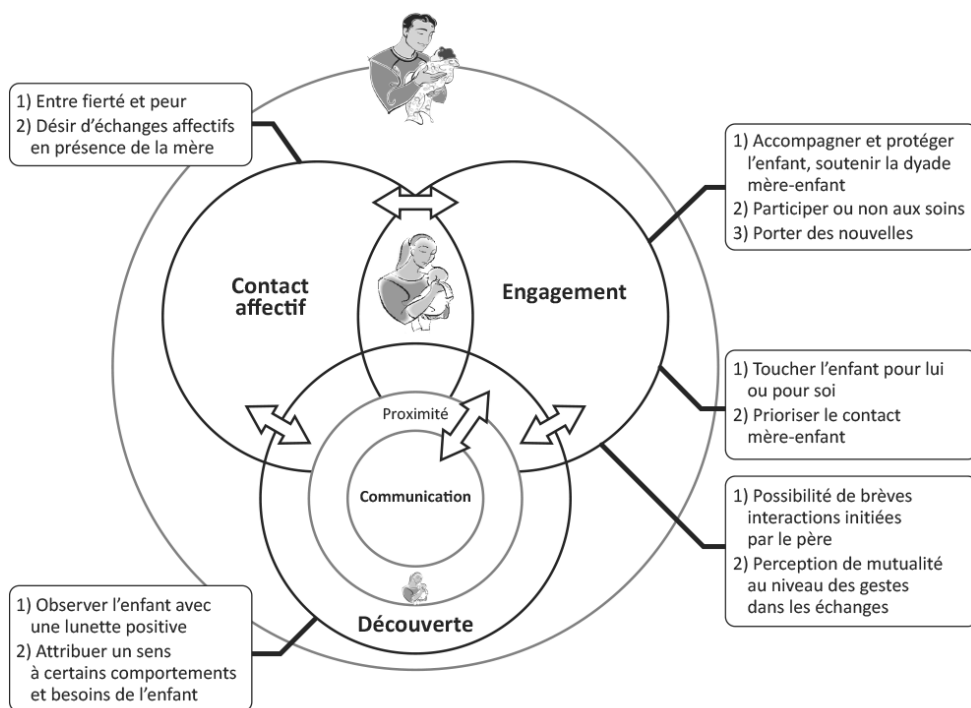 1) Entre fierté et peur
2) Désir d’échanges affectifs
en présence de la mère
1) Accompagner et protéger
l’enfant, soutenir la dyade
mère-enfant
2) Participer ou non aux soins
3) Porter des nouvelles
Contact
affectif
Engagement
1) Toucher l’enfant pour lui
ou pour soi
2) Prioriser le contact
mère-enfant
Proximité
Communication
1) Possibilité de brèves
interactions initiées
par le père
2) Perception de mutualité
au niveau des gestes
dans les échanges
Découverte
1) Observer l’enfant avec
une lunette positive
2) Attribuer un sens
à certains comportements
et besoins de l’enfant